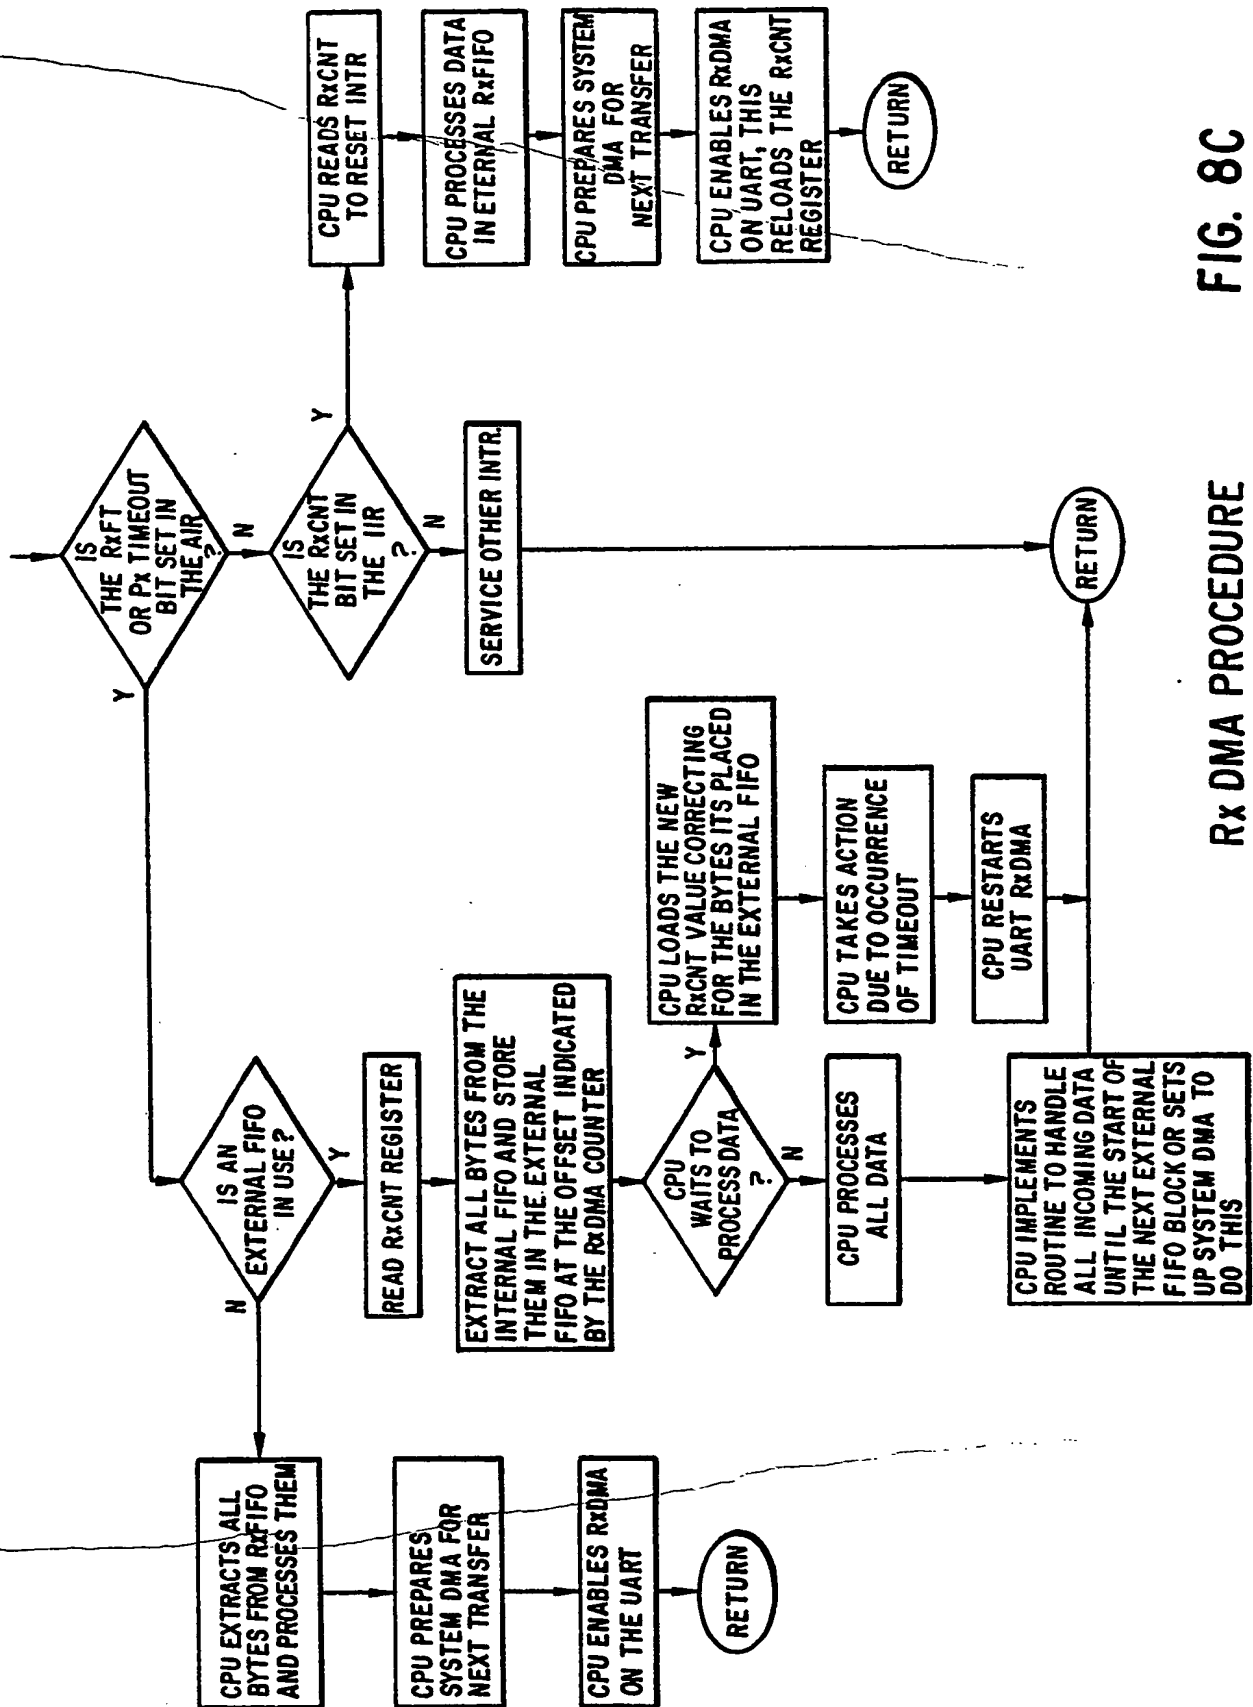 IS
THE RxFT
OR Px TIMEOUT
BIT SET IN
THE AIR
?
Y
N
IS
THE RxCNT
BIT SET IN
THE IIR
?
Y
N
CPU READS RxCNT
TO RESET INTR
CPU PROCESSES DATA
IN ETERNAL RxFIFO
CPU PREPARES SYSTEM
DMA FOR
NEXT TRANSFER
CPU ENABLES RxDMA
ON UART, THIS
RELOADS THE RxCNT
REGISTER
RETURN
SERVICE OTHER INTR.
RETURN
IS AN
EXTERNAL FIFO
IN USE?
N
Y
READ RxCNT REGISTER
EXTRACT ALL BYTES FROM THE
INTERNAL FIFO AND STORE
THEM IN THE EXTERNAL
FIFO AT THE OFFSET INDICATED
BY THE RxDMA COUNTER
CPU
WAITS TO
PROCESS DATA
?
Y
N
CPU LOADS THE NEW
RxCNT VALUE CORRECTING
FOR THE BYTES ITS PLACED
IN THE EXTERNAL FIFO
CPU TAKES ACTION
DUE TO OCCURRENCE
OF TIMEOUT
CPU RESTARTS
UART RxDMA
CPU PROCESSES
ALL DATA
CPU IMPLEMENTS
ROUTINE TO HANDLE
ALL INCOMING DATA
UNTIL THE START OF
THE NEXT EXTERNAL
FIFO BLOCK OR SETS
UP SYSTEM DMA TO
DO THIS
CPU EXTRACTS ALL
BYTES FROM RxFIFO
AND PROCESSES THEM
CPU PREPARES
SYSTEM DMA FOR
NEXT TRANSFER
CPU ENABLES RxDMA
ON THE UART
RETURN
Rx DMA PROCEDURE
FIG. 8C